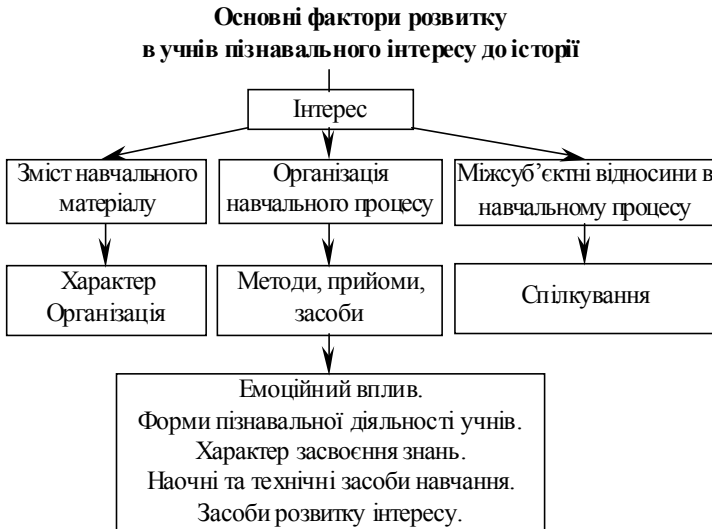 Основні фактори розвитку
в учнів пізнавального інтересу до історії
Інтерес
Зміст навчального
матеріалу
Організація
навчального процесу
Міжсуб’єктні відносини в
навчальному процесу
Характер
Організація
Методи, прийоми,
засоби
Спілкування
Емоційний вплив.
Форми пізнавальної діяльності учнів.
Характер засвоєння знань.
Наочні та технічні засоби навчання.
Засоби розвитку інтересу.